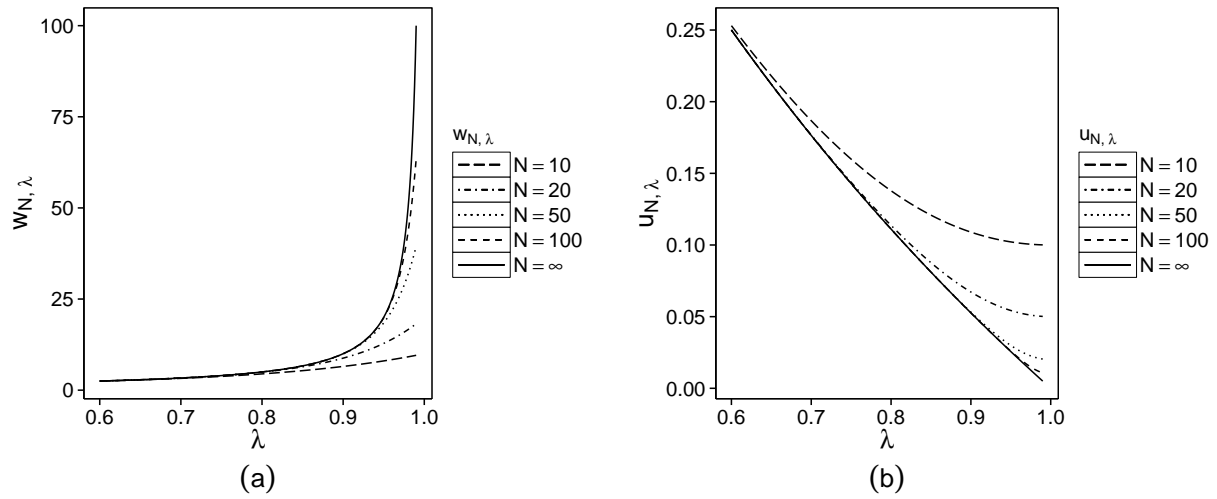 100
75
50
25
0
w_{N, λ}
0.6 0.7 0.8 0.9 1.0
λ
(a)
w_{N, λ}
N = 10
N = 20
N = 50
N = 100
N = ∞
0.25
0.20
0.15
0.10
0.05
0.00
u_{N, λ}
0.6 0.7 0.8 0.9 1.0
λ
(b)
u_{N, λ}
N = 10
N = 20
N = 50
N = 100
N = ∞